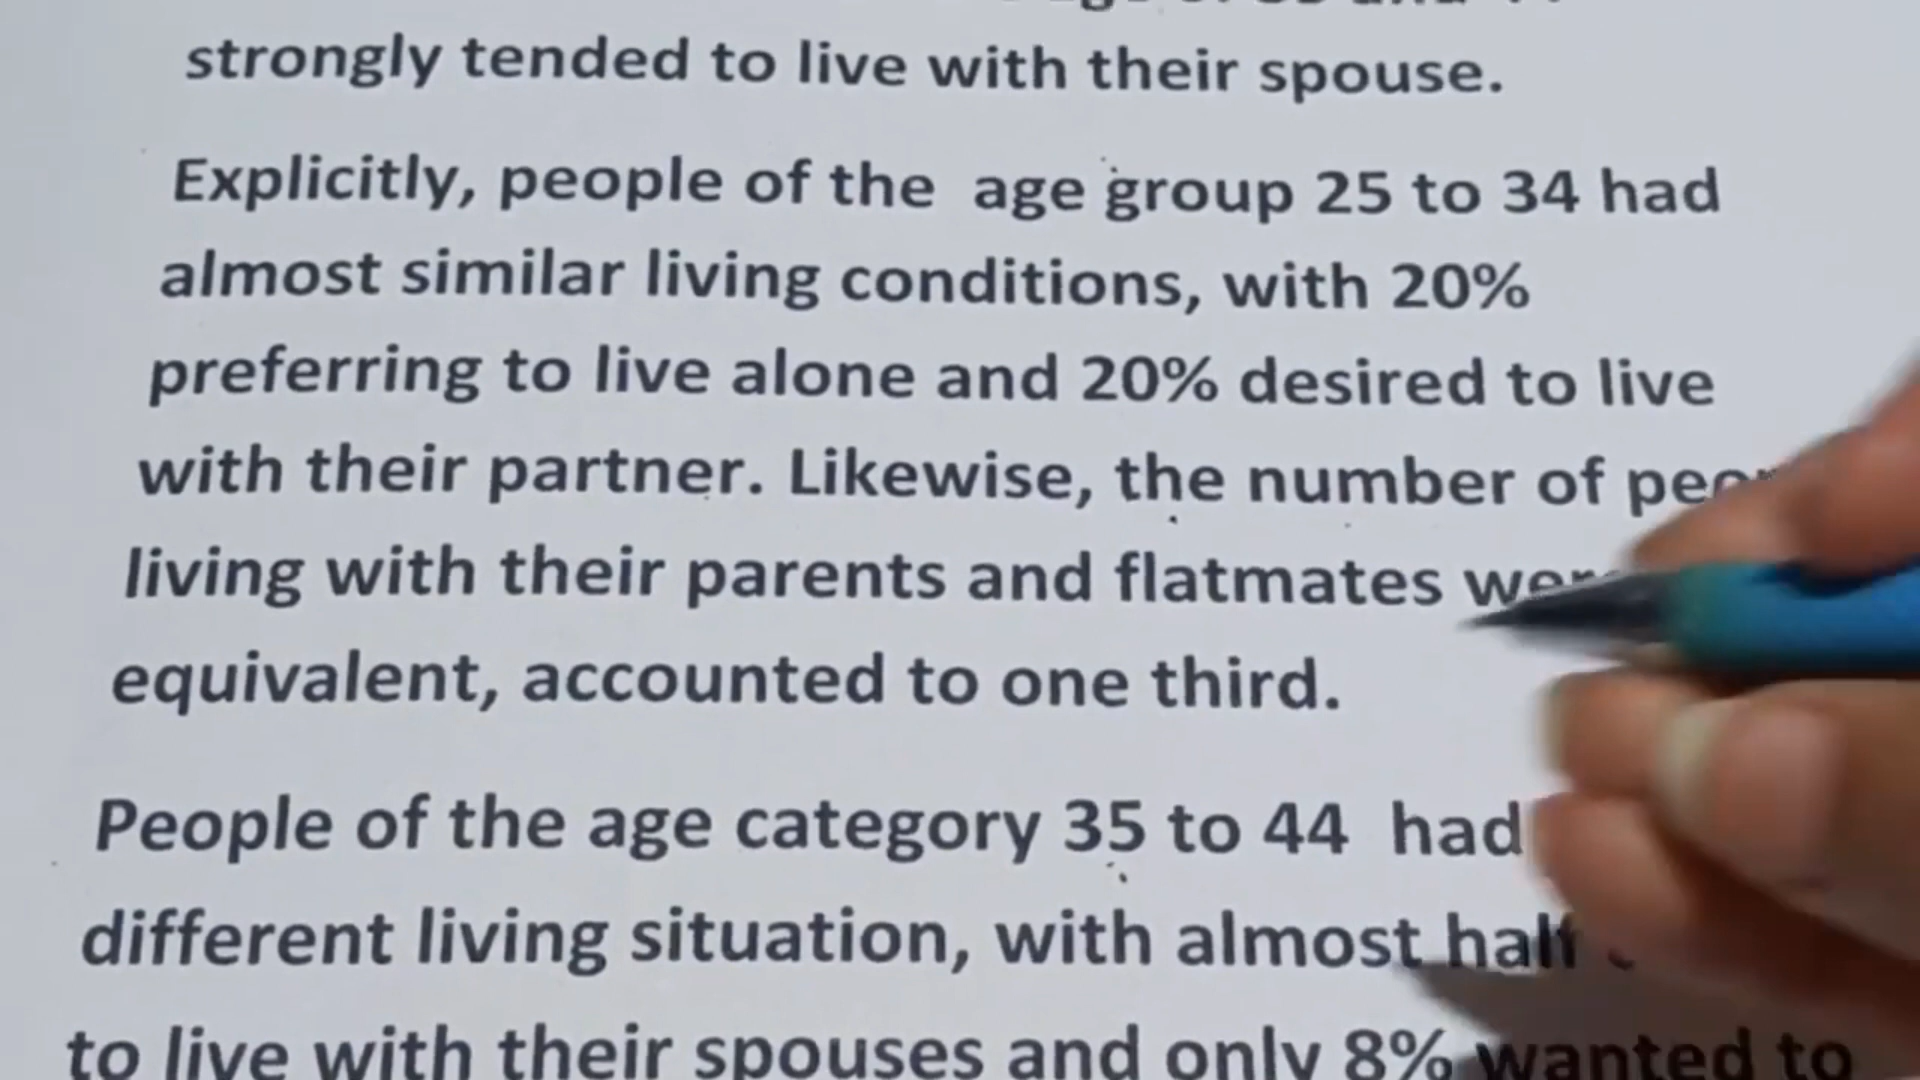 strongly tended to live with their spouse.
Explicitly, people of the age group 25 to 34 had
almost similar living conditions, with 20%
preferring to live alone and 20% desired to live
with their partner. Likewise, the number of
living with their parents and flatmates were
equivalent, accounted to one third.
People of the age category 35 to 44 had
different living situation, with almost half
to live with their spouses and only 8% wanted to